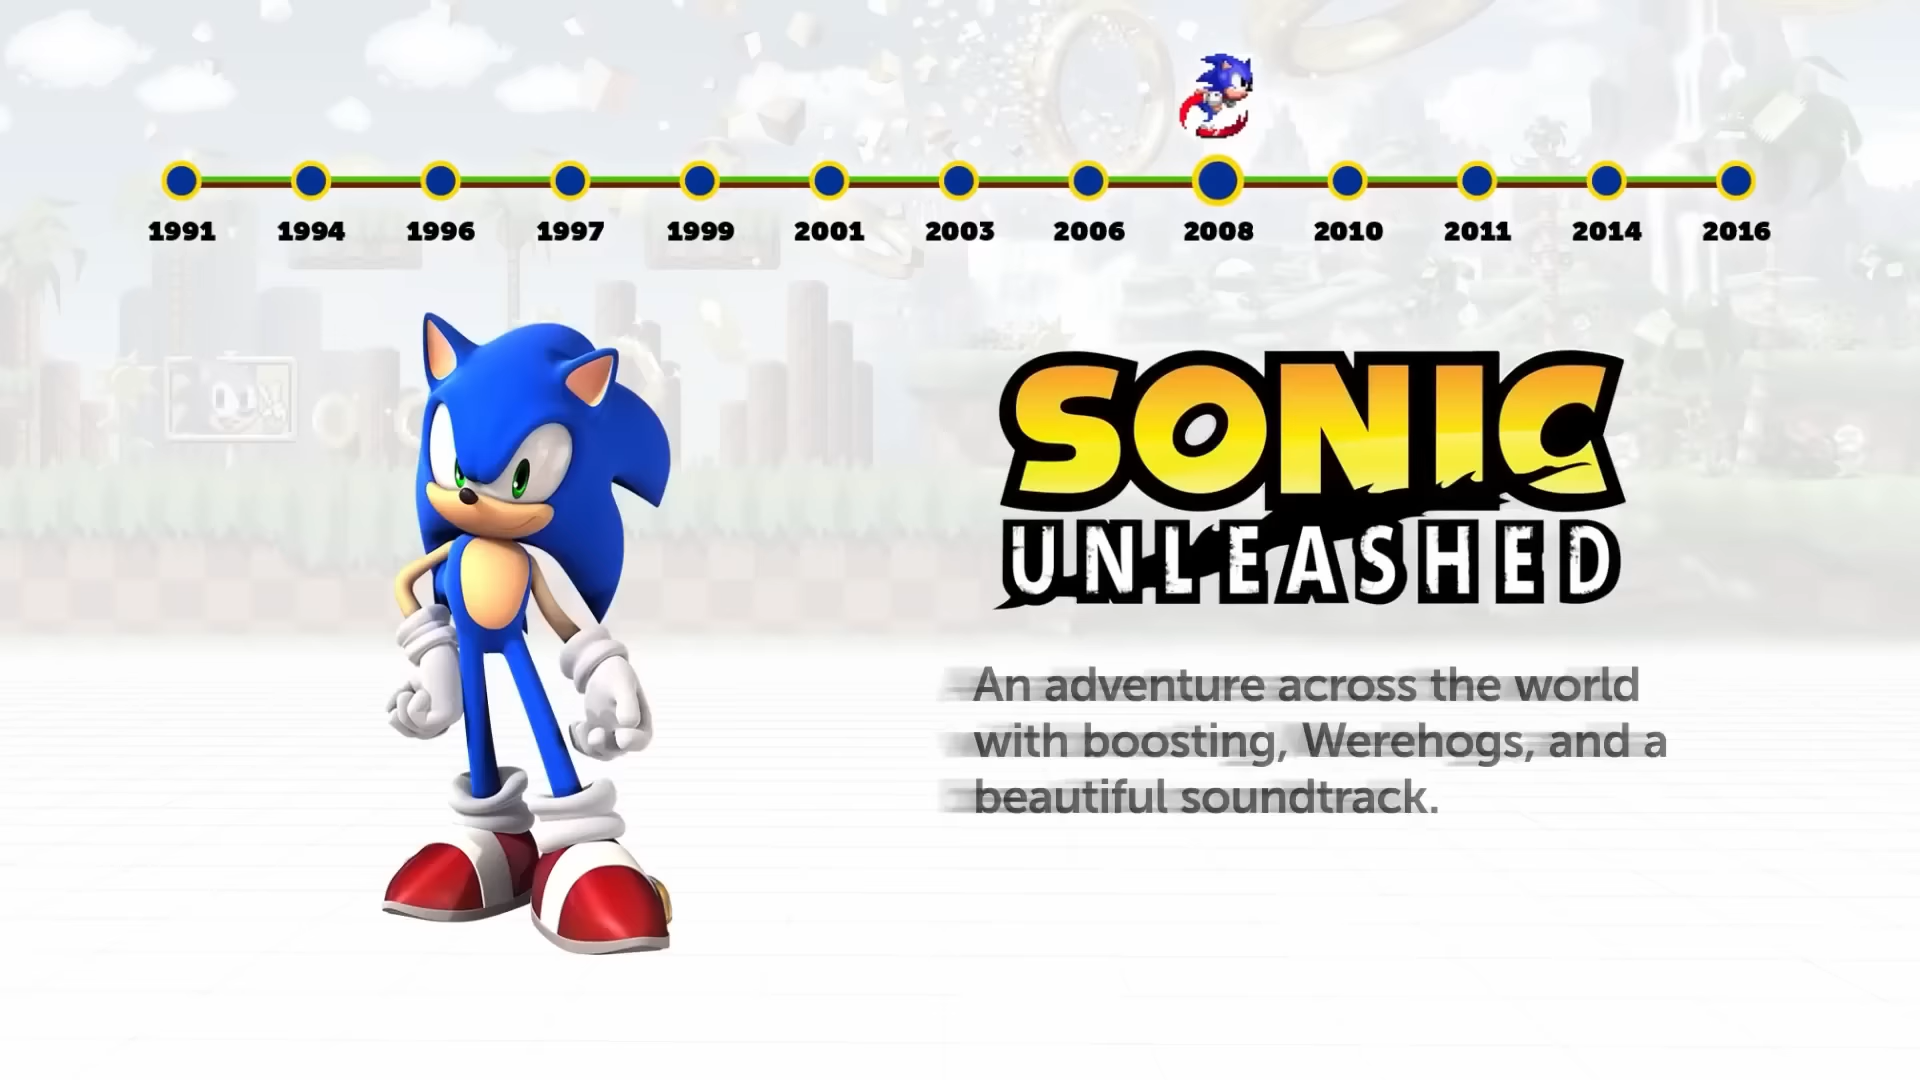 1991 1994 1996 1997 1999 2001 2003 2006 2008 2010 2011 2014 2016
SONIC
UNLEASHED
An adventure across the world
with boosting, Werehogs, and a
beautiful soundtrack.